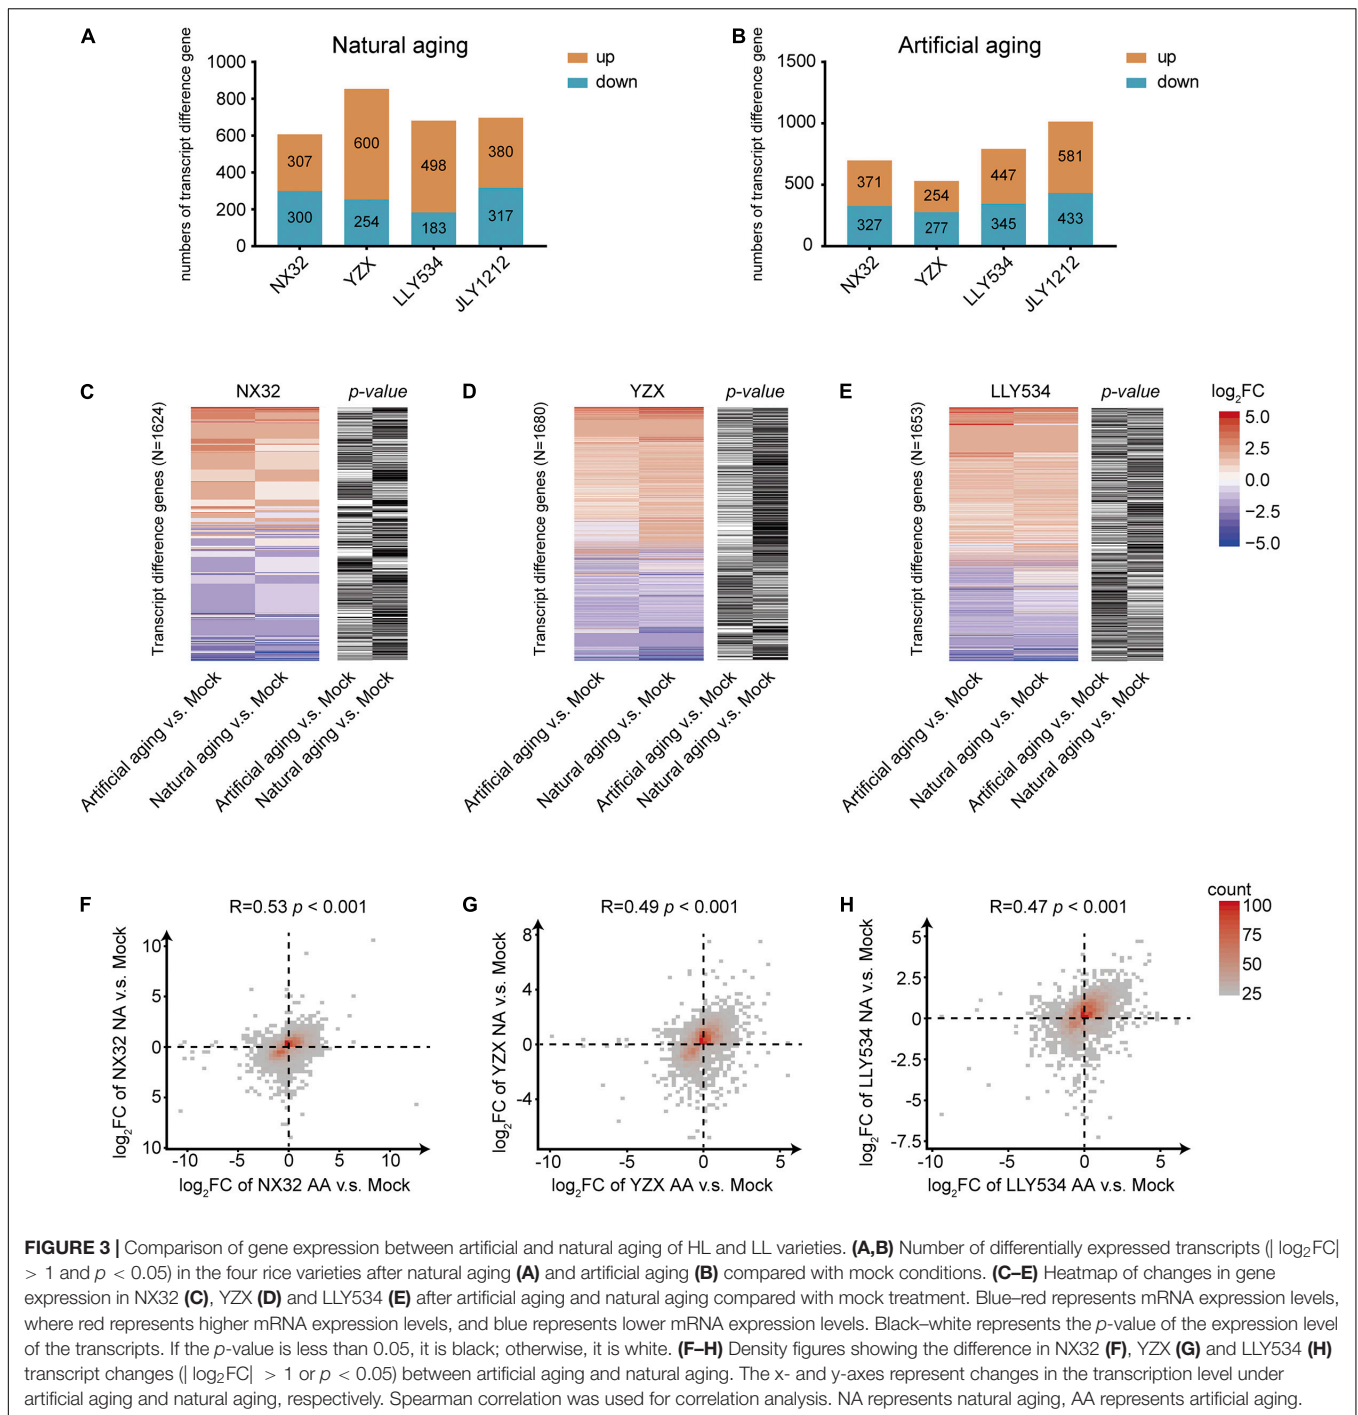 A
Natural aging
up
down
numbers of transcript difference gene
1000
800
600
400
200
0
307
600
498
380
300
254
183
317
NX32
YZX
LLY534
JLY1212
B
Artificial aging
up
down
numbers of transcript difference gene
1500
1000
500
0
371
254
447
581
327
277
345
433
NX32
YZX
LLY534
JLY1212
C
NX32
p-value
Transcript difference genes (N=1624)
Artificial aging v.s. Mock
Natural aging v.s. Mock
Artificial aging v.s. Mock
Natural aging v.s. Mock
D
YZX
p-value
Transcript difference genes (N=1680)
Artificial aging v.s. Mock
Natural aging v.s. Mock
Artificial aging v.s. Mock
Natural aging v.s. Mock
E
LLY534
p-value
Transcript difference genes (N=1653)
Artificial aging v.s. Mock
Natural aging v.s. Mock
Artificial aging v.s. Mock
Natural aging v.s. Mock
log₂FC
5.0
2.5
0.0
−2.5
−5.0
F
R=0.53 p < 0.001
log₂FC of NX32 NA v.s. Mock
10
5
0
5
10
-10
-5
0
5
10
log₂FC of NX32 AA v.s. Mock
G
R=0.49 p < 0.001
log₂FC of YZX NA v.s. Mock
8
4
0
-4
-10
-5
0
5
log₂FC of YZX AA v.s. Mock
H
R=0.47 p < 0.001
log₂FC of LLY534 NA v.s. Mock
5
2.5
0
-2.5
-5
-7.5
-10
-5
0
5
log₂FC of LLY534 AA v.s. Mock
count
100
75
50
25
FIGURE 3 | Comparison of gene expression between artificial and natural aging of HL and LL varieties. (A,B) Number of differentially expressed transcripts (| log₂FC|
> 1 and p < 0.05) in the four rice varieties after natural aging (A) and artificial aging (B) compared with mock conditions. (C–E) Heatmap of changes in gene
expression in NX32 (C), YZX (D) and LLY534 (E) after artificial aging and natural aging compared with mock treatment. Blue–red represents mRNA expression levels,
where red represents higher mRNA expression levels, and blue represents lower mRNA expression levels. Black–white represents the p-value of the expression level
of the transcripts. If the p-value is less than 0.05, it is black; otherwise, it is white. (F–H) Density figures showing the difference in NX32 (F), YZX (G) and LLY534 (H)
transcript changes (| log₂FC| > 1 or p < 0.05) between artificial aging and natural aging. The x- and y-axes represent changes in the transcription level under
artificial aging and natural aging, respectively. Spearman correlation was used for correlation analysis. NA represents natural aging, AA represents artificial aging.